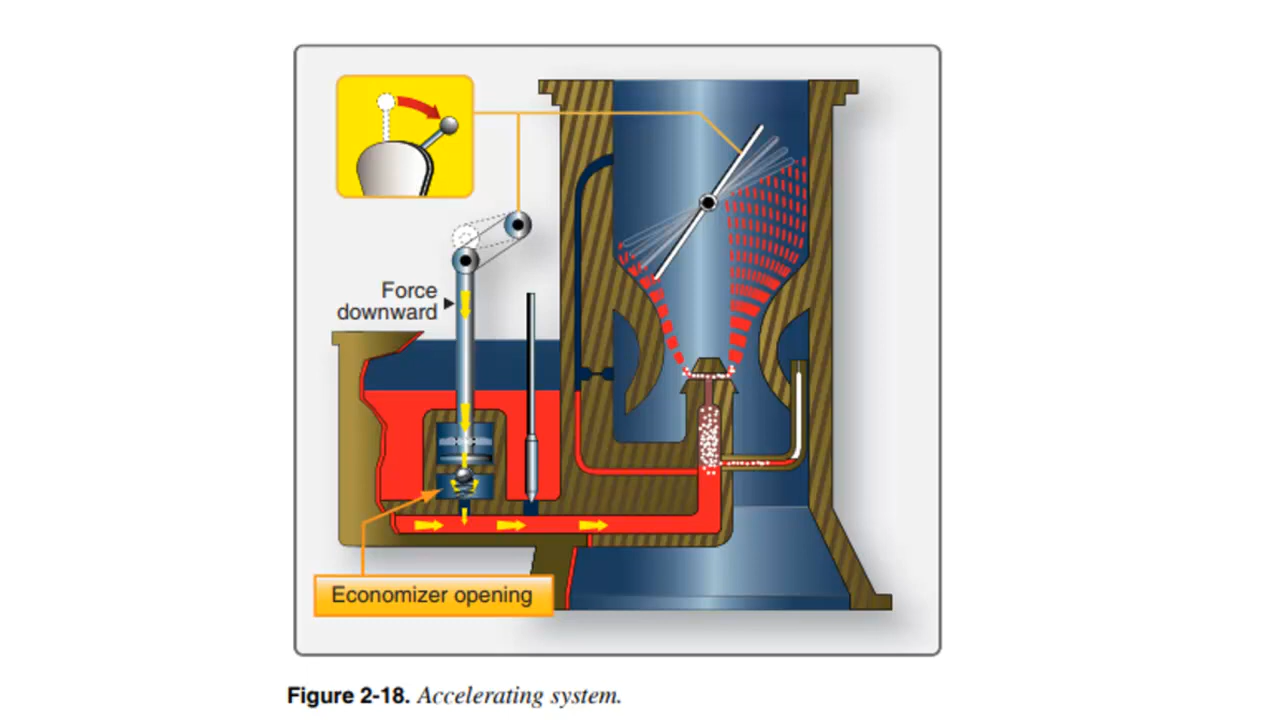 Force
downward
Economizer opening
Figure 2-18. Accelerating system.